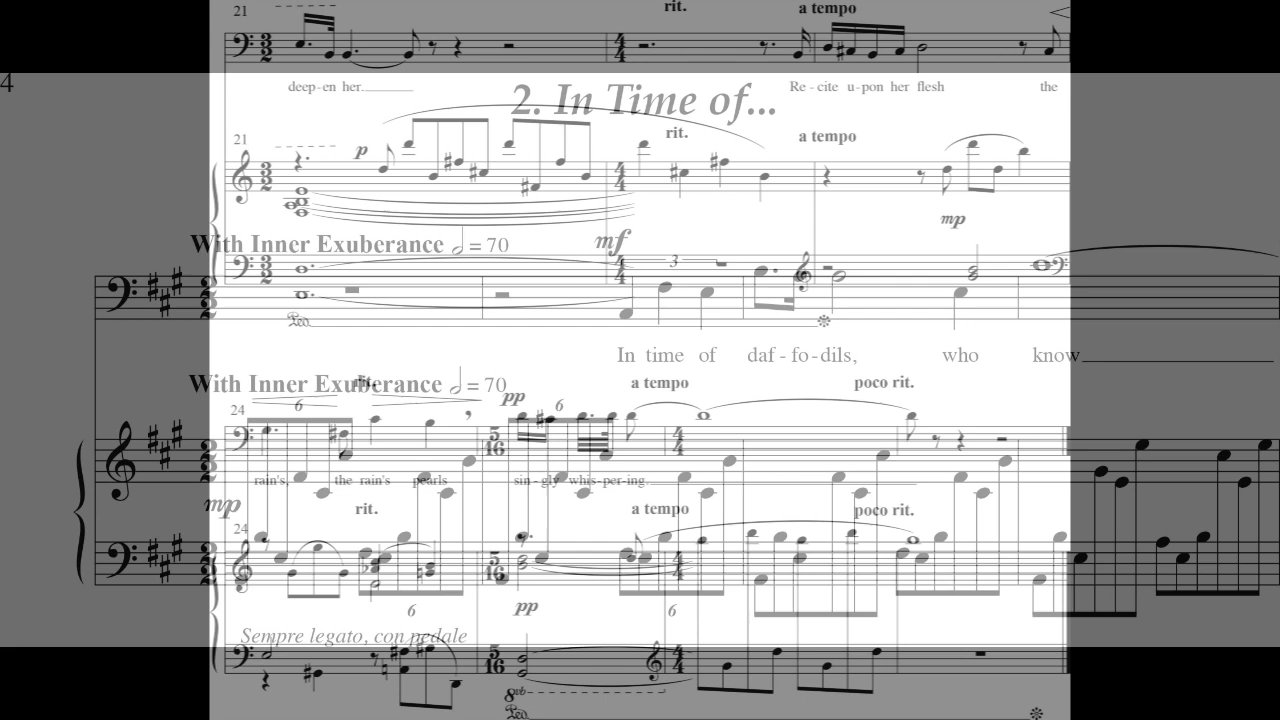 21 rit. a tempo
deep-en her. Re-cite u-pon her flesh the
4
2. In Time of...
21 p rit. a tempo
mp
With Inner Exuberance = 70 mf
3
In time of daf-fo-dils, who know
With Inner Exuberance = 70 rit. a tempo poco rit.
24 6 pp 6
rain's, the rain's pearls sin-gly whis-per-ing.
mp rit. a tempo poco rit.
24
6 pp 6
Sempre legato, con pedale
8vb